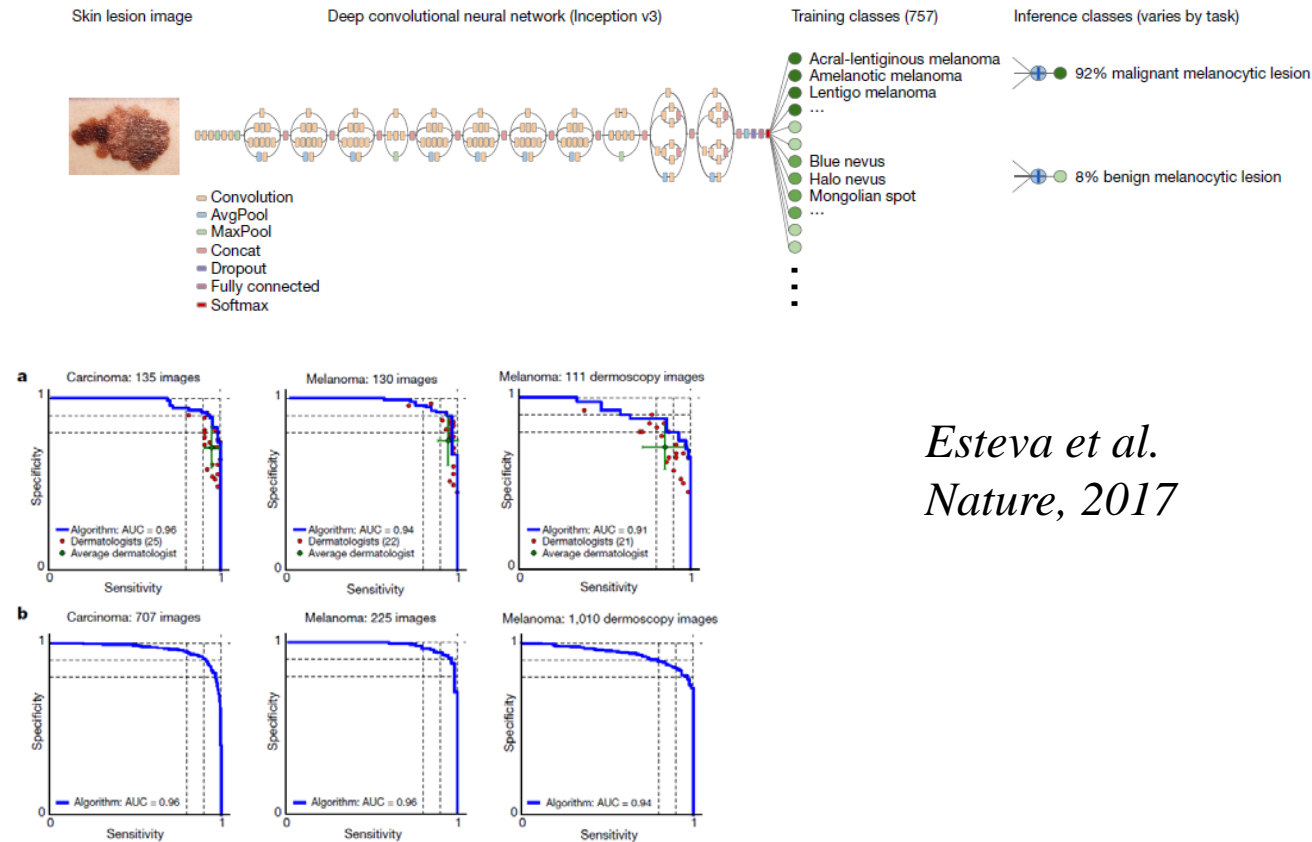 Skin lesion image
Deep convolutional neural network (Inception v3)
Training classes (757)
Inference classes (varies by task)
Acral-lentiginous melanoma
Amelanotic melanoma
Lentigo melanoma
...
Blue nevus
Halo nevus
Mongolian spot
...
92% malignant melanocytic lesion
8% benign melanocytic lesion
Convolution
AvgPool
MaxPool
Concat
Dropout
Fully connected
Softmax
a
Carcinoma: 135 images
1
Specificity
0
Algorithm: AUC = 0.96
Dermatologists (25)
Average dermatologist
0
1
Sensitivity
Melanoma: 130 images
1
Specificity
0
Algorithm: AUC = 0.94
Dermatologists (22)
Average dermatologist
0
1
Sensitivity
Melanoma: 111 dermoscopy images
1
Specificity
0
Algorithm: AUC = 0.91
Dermatologists (21)
Average dermatologist
0
1
Sensitivity
Esteva et al.
Nature, 2017
b
Carcinoma: 707 images
1
Specificity
0
Algorithm: AUC = 0.96
0
1
Sensitivity
Melanoma: 225 images
1
Specificity
0
Algorithm: AUC = 0.96
0
1
Sensitivity
Melanoma: 1,010 dermoscopy images
1
Specificity
0
Algorithm: AUC = 0.94
0
1
Sensitivity